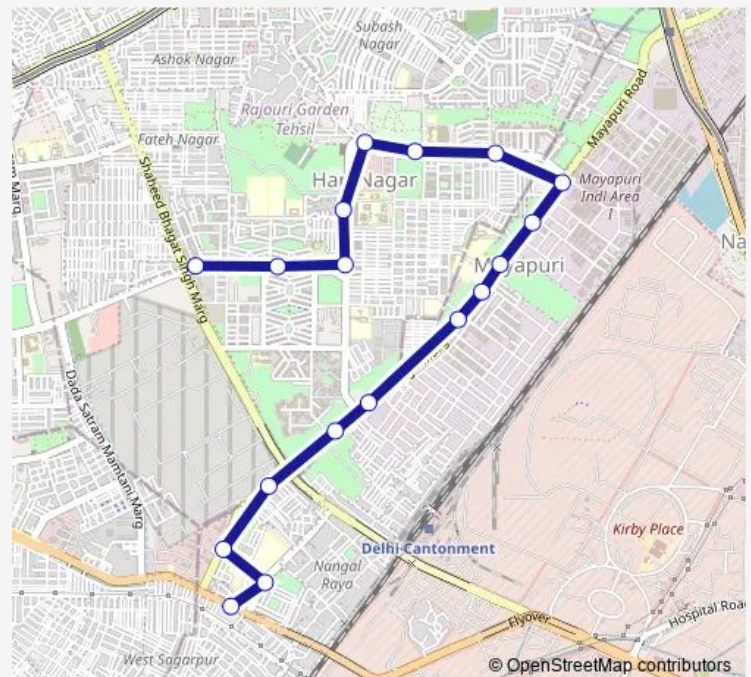 Subash
Nagar
Ashok Nagar
Rajouri Garden
Tehsil
Mayapuri Road
Fateh Nagar
Hari Nagar
Mayapuri
Indl Area
I
Shaheed Bhagat Singh Marg
Na
Mayapuri
Dada Satram Mamtani Marg
Kirby Place
Delhi Cantonment
Nangal
Raya
Hospital Road
Flyover
West Sagarpur
© OpenStreetMap contributors